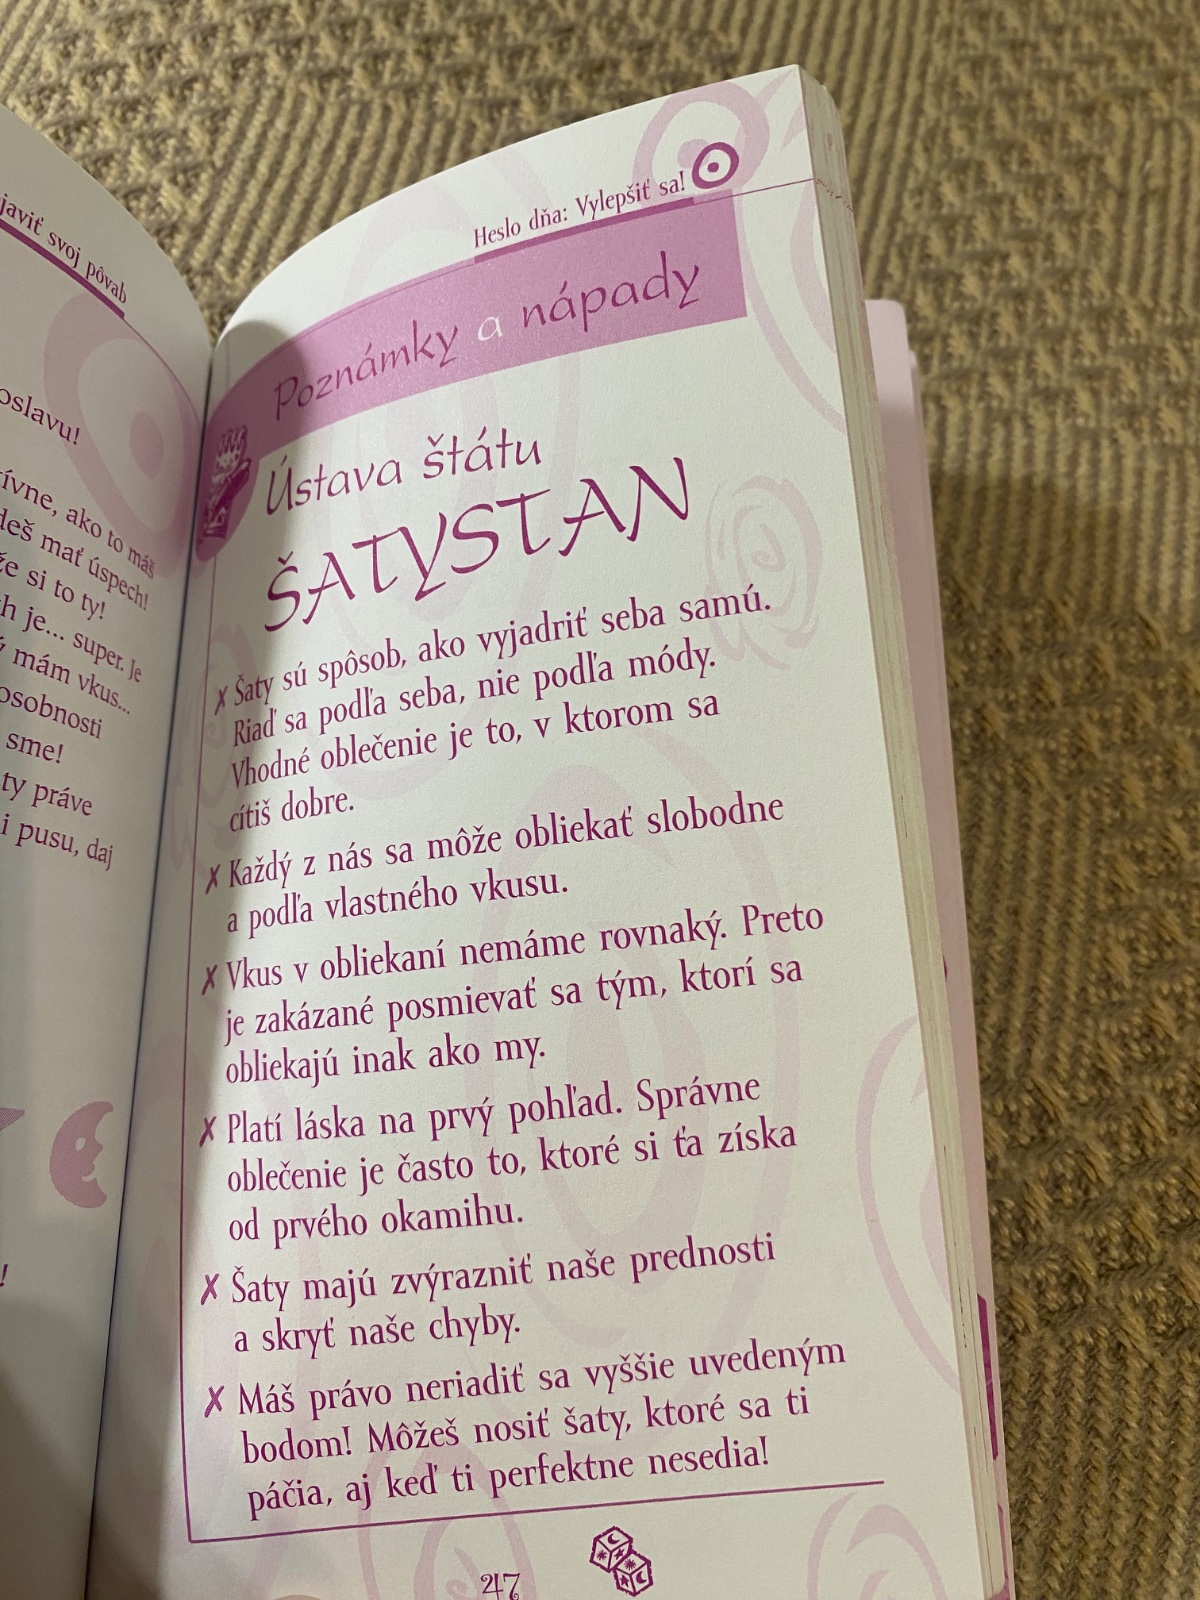 javiť svoj pôvab
oslavu!
ako to máš
mať úspech!
si to ty!
je... super. Je
mám vkus...
osobnosti
sme!
ty práve
i pusu, daj
!
Heslo dňa: Vylepšiť sa!
Poznámky a nápady
Ústava štátu
ŠATYSTAN
✗ Šaty sú spôsob, ako vyjadriť seba samú.
Riaď sa podľa seba, nie podľa módy.
Vhodné oblečenie je to, v ktorom sa
cítiš dobre.
✗ Každý z nás sa môže obliekať slobodne
a podľa vlastného vkusu.
✗ Vkus v obliekaní nemáme rovnaký. Preto
je zakázané posmievať sa tým, ktorí sa
obliekajú inak ako my.
✗ Platí láska na prvý pohľad. Správne
oblečenie je často to, ktoré si ťa získa
od prvého okamihu.
✗ Šaty majú zvýrazniť naše prednosti
a skryť naše chyby.
✗ Máš právo neriadiť sa vyššie uvedeným
bodom! Môžeš nosiť šaty, ktoré sa ti
páčia, aj keď ti perfektne nesedia!
47